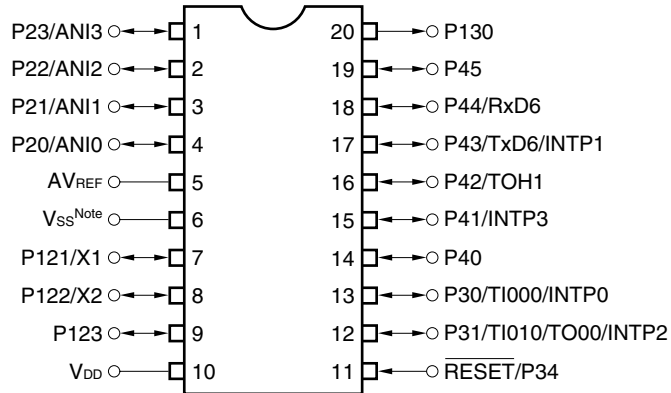 P23/ANI3 1 20 P130
P22/ANI2 2 19 P45
P21/ANI1 3 18 P44/RxD6
P20/ANI0 4 17 P43/TxD6/INTP1
AVREF 5 16 P42/TOH1
VSSNote 6 15 P41/INTP3
P121/X1 7 14 P40
P122/X2 8 13 P30/TI000/INTP0
P123 9 12 P31/TI010/TO00/INTP2
VDD 10 11 RESET/P34